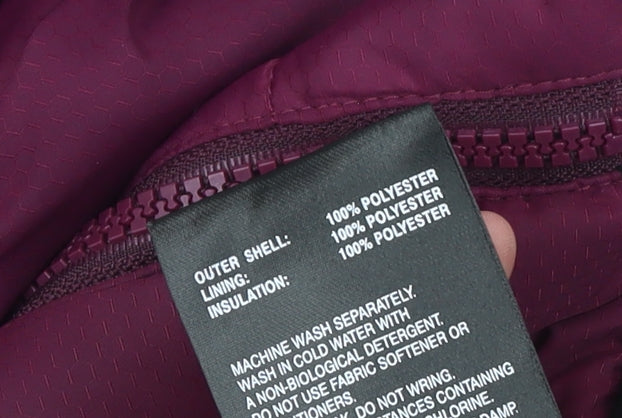 OUTER SHELL: 100% POLYESTER
LINING: 100% POLYESTER
INSULATION: 100% POLYESTER
MACHINE WASH SEPARATELY.
WASH IN COLD WATER WITH
A NON-BIOLOGICAL DETERGENT.
DO NOT USE FABRIC SOFTENER OR
DO NOT WRING.
CONTAINING
CHLORINE.